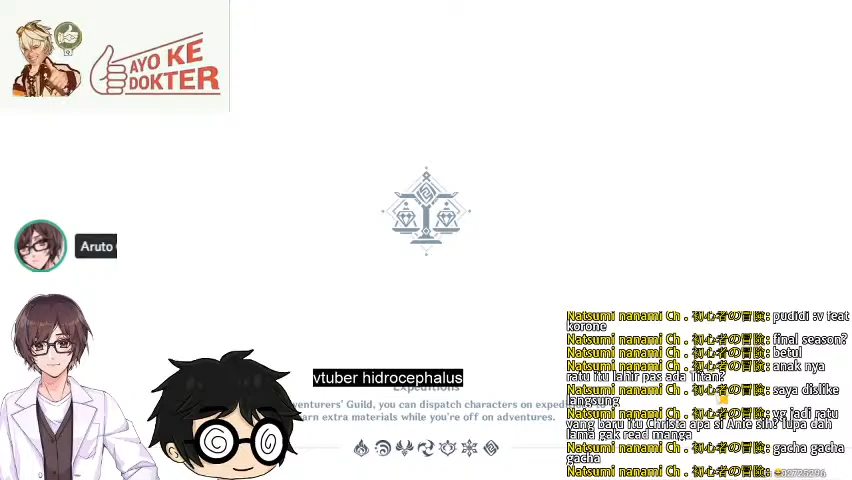 AYO KE
DOKTER
Aruto
vtuber hidrocephalus
Expeditions
venturers' Guild, you can dispatch characters on exped
arn extra materials while you're off on adventures.
Natsumi nanami Ch . 初心者の冒険: pudidi :v feat
korone
Natsumi nanami Ch . 初心者の冒険: final season?
Natsumi nanami Ch . 初心者の冒険: betul
Natsumi nanami Ch . 初心者の冒険: anak nya
ratu itu lahir pas ada Titan?
Natsumi nanami Ch . 初心者の冒険: saya dislike
langsung
Natsumi nanami Ch . 初心者の冒険: yg jadi ratu
yang baru itu Christa apa si Anie sih? lupa dah
lama gak read manga
Natsumi nanami Ch . 初心者の冒険: gacha gacha
gacha
Natsumi nanami Ch . 初心者の冒険: